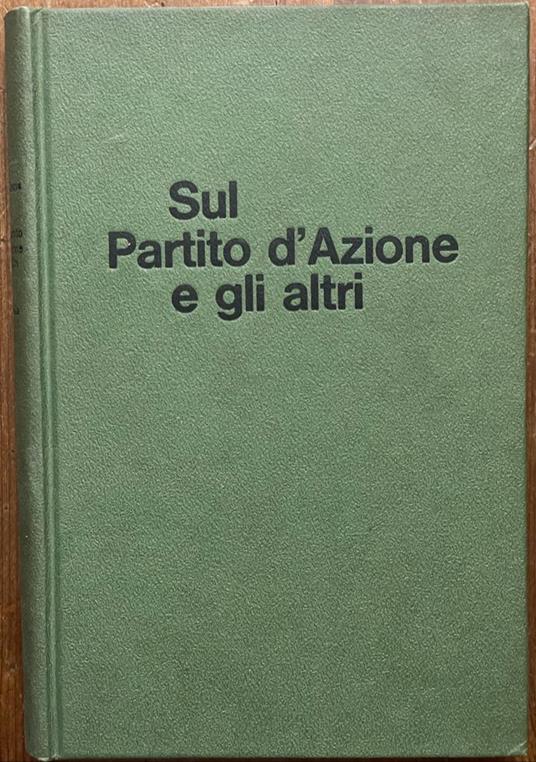 Sul
Partito d'Azione
e gli altri